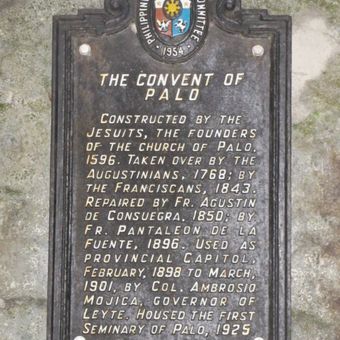 PHILIPPIN
COMMITTEE
1934
THE CONVENT OF
PALO
CONSTRUCTED BY THE
JESUITS, THE FOUNDERS
OF THE CHURCH OF PALO,
1596. TAKEN OVER BY THE
AUGUSTINIANS, 1768; BY
THE FRANCISCANS, 1843.
REPAIRED BY FR. AGUSTIN
DE CONSUEGRA, 1850; BY
FR. PANTALEON DE LA
FUENTE, 1896. USED AS
PROVINCIAL CAPITOL,
FEBRUARY, 1898 TO MARCH,
1901, BY COL. AMBROSIO
MOJICA, GOVERNOR OF
LEYTE. HOUSED THE FIRST
SEMINARY OF PALO, 1925